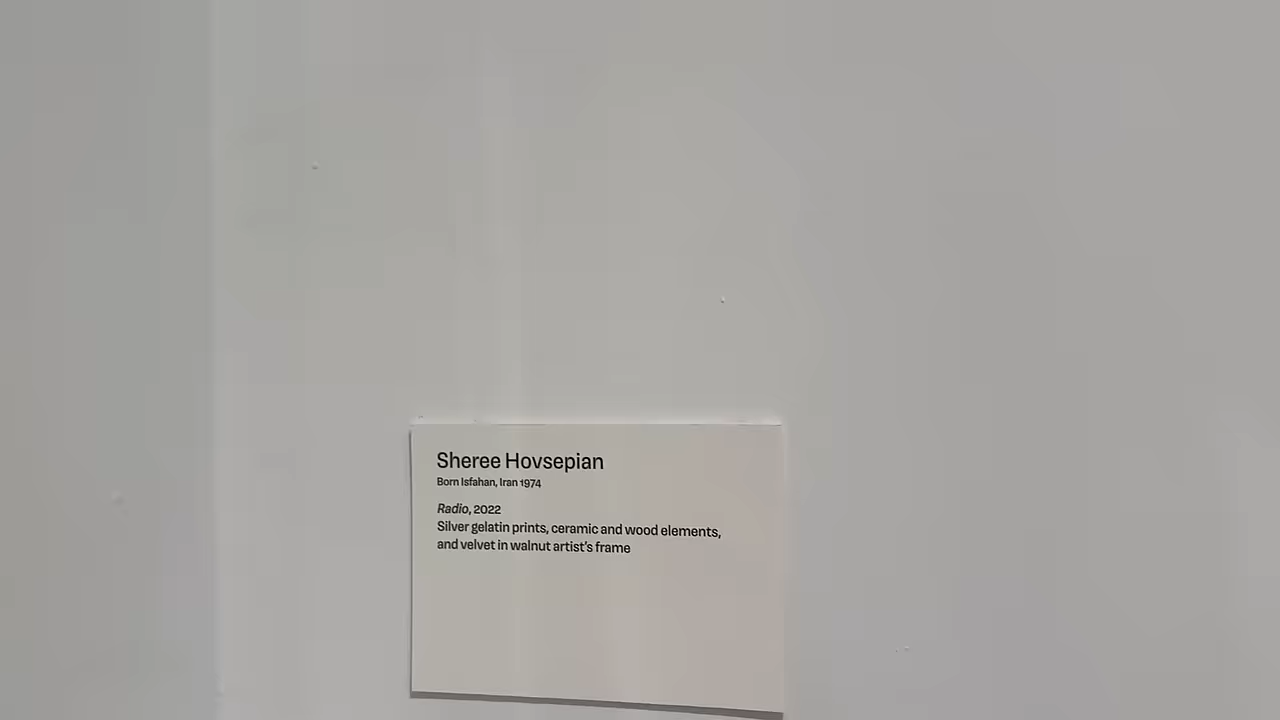 Sheree Hovsepian
Born Isfahan, Iran 1974
Radio, 2022
Silver gelatin prints, ceramic and wood elements,
and velvet in walnut artist's frame